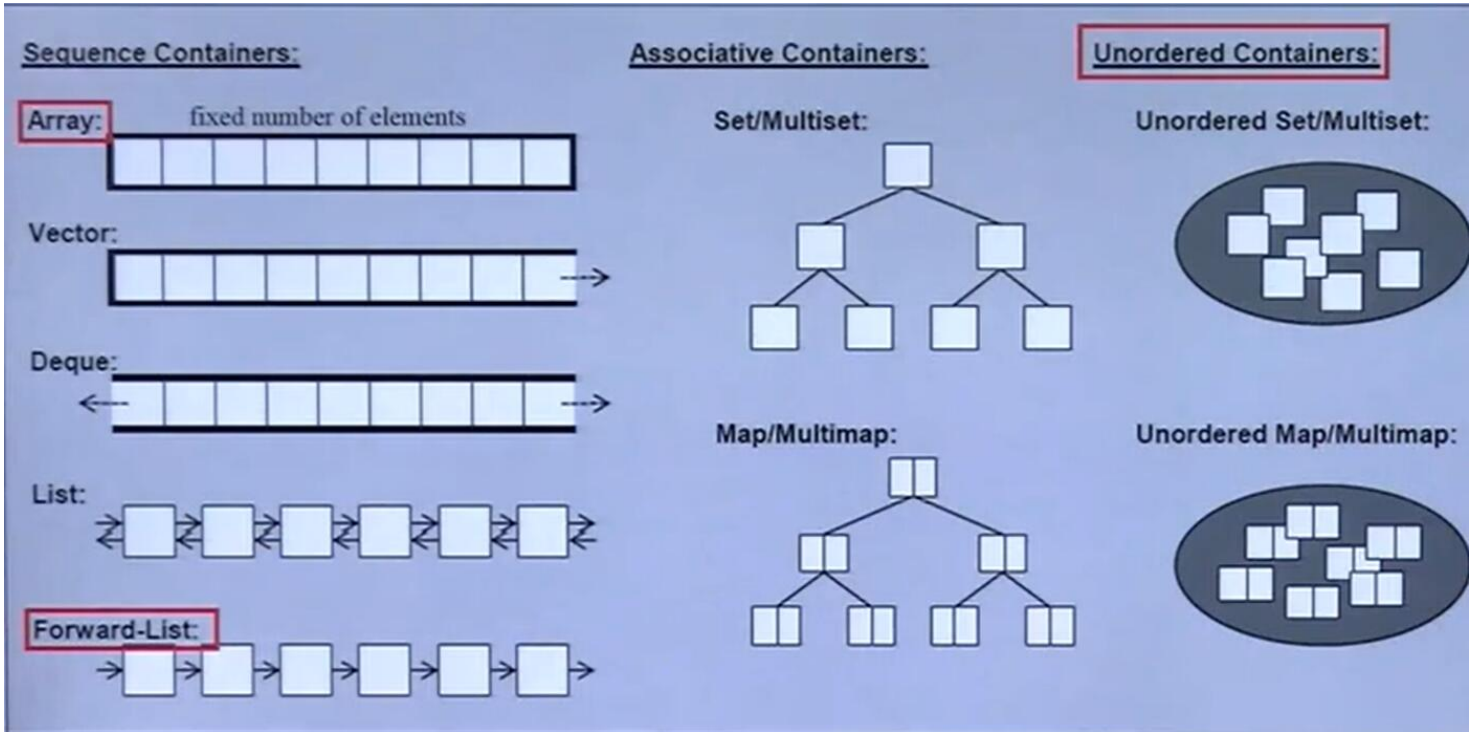 Sequence Containers:
Array:
fixed number of elements
Vector:
Deque:
List:
Forward-List:
Associative Containers:
Set/Multiset:
Map/Multimap:
Unordered Containers:
Unordered Set/Multiset:
Unordered Map/Multimap: